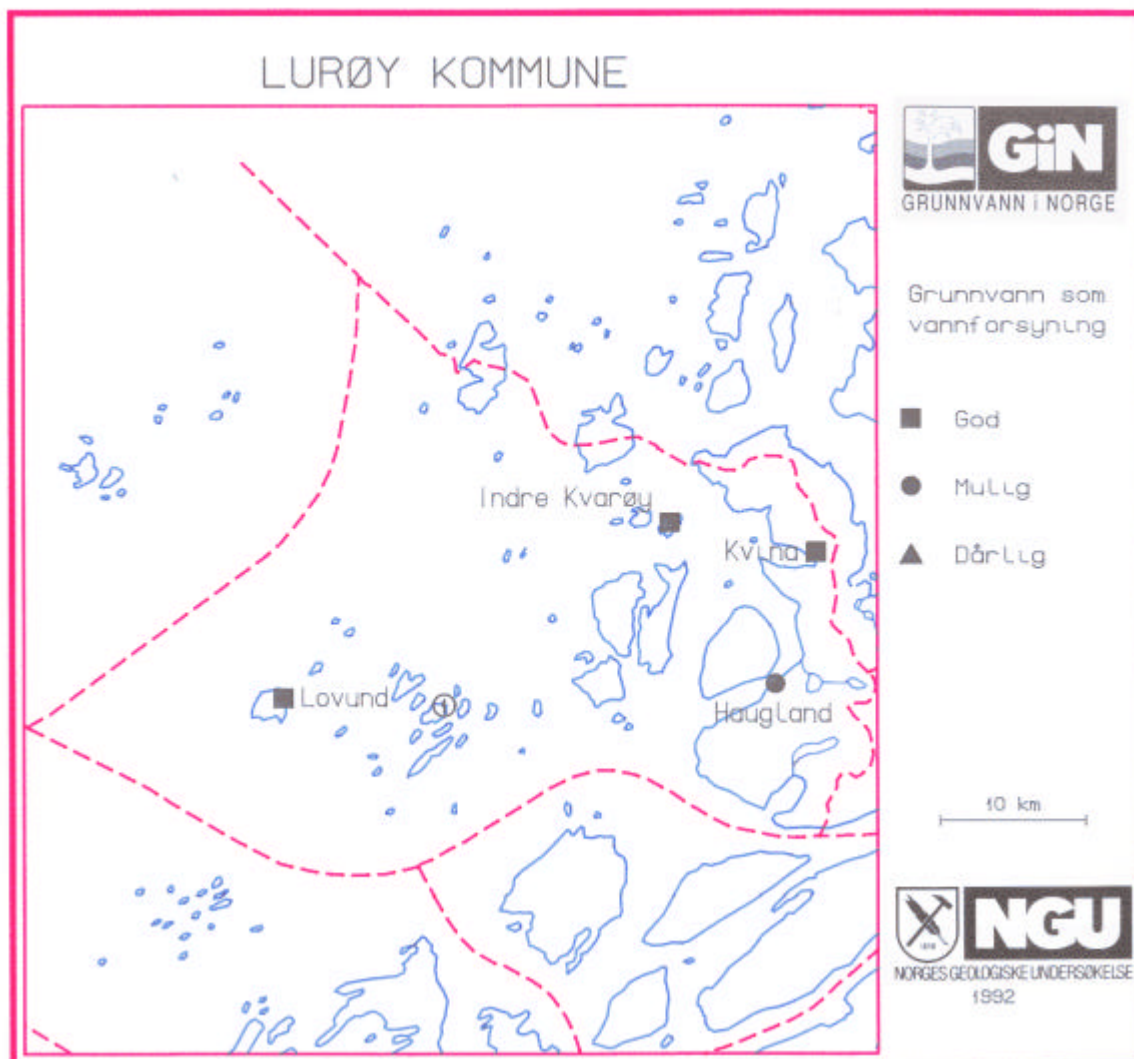 LURØY KOMMUNE
GiN
GRUNNVANN i NORGE
Grunnvann som
vannforsyning
God
Mulig
Dårlig
Indre Kvarøy
Kvina
Lovund
1
Haugland
10 km
NGU
NORGES GEOLOGISKE UNDERSØKELSE
1992